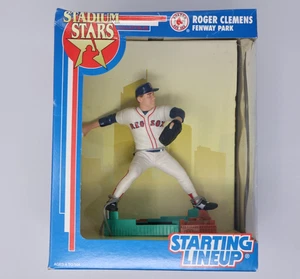 STADIUM
STARS
ROGER CLEMENS
FENWAY PARK
RED SOX
STARTING
LINEUP